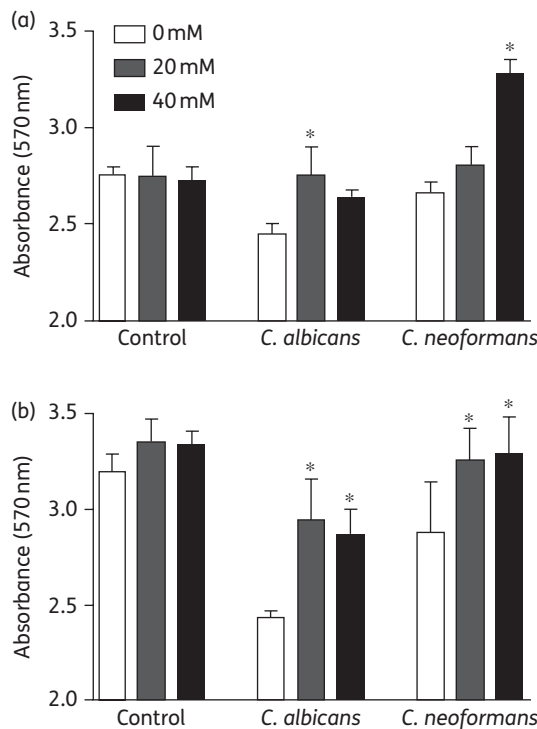 (a)
3.5
3.0
2.5
2.0
Absorbance (570 nm)
0 mM
20 mM
40 mM
*
*
Control C. albicans C. neoformans
(b)
3.5
3.0
2.5
2.0
Absorbance (570 nm)
*
*
*
*
Control C. albicans C. neoformans